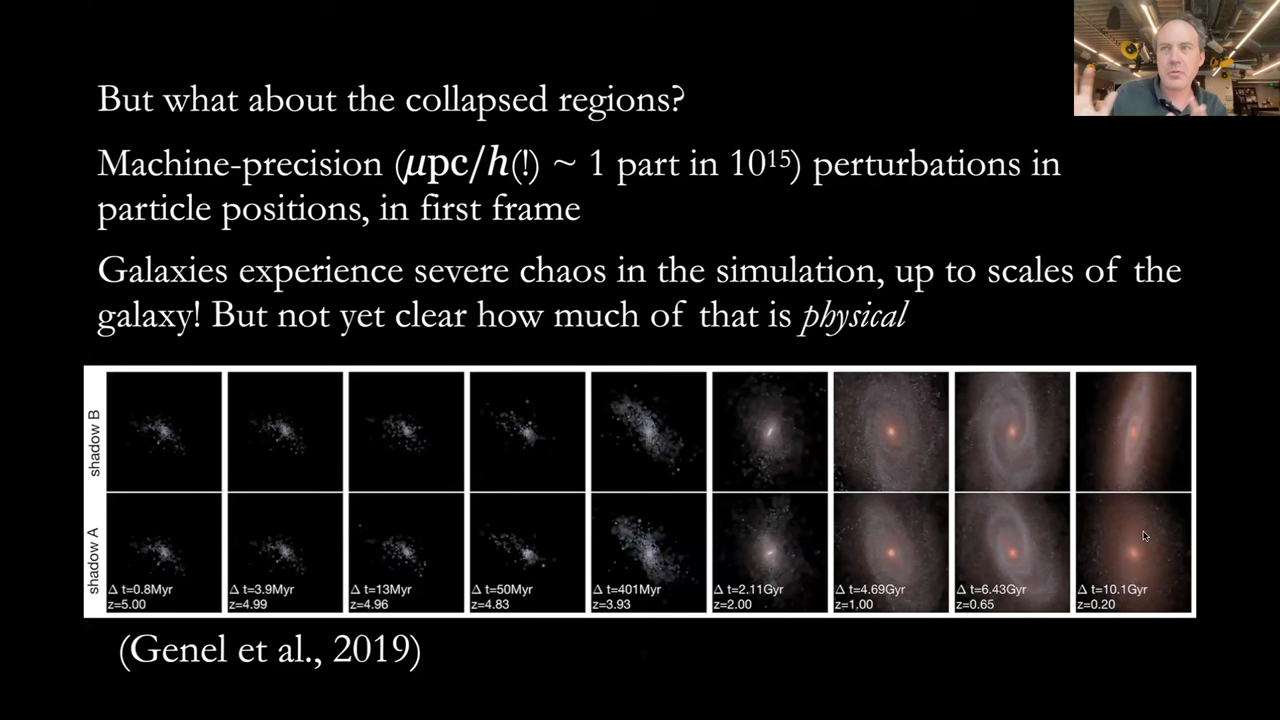 But what about the collapsed regions?
Machine-precision (μpc/h(!) ~ 1 part in 10¹⁵) perturbations in
particle positions, in first frame
Galaxies experience severe chaos in the simulation, up to scales of the
galaxy! But not yet clear how much of that is physical
shadow B
shadow A
Δ t=0.8Myr
z=5.00
Δ t=3.9Myr
z=4.99
Δ t=13Myr
z=4.96
Δ t=50Myr
z=4.83
Δ t=401Myr
z=3.93
Δ t=2.11Gyr
z=2.00
Δ t=4.69Gyr
z=1.00
Δ t=6.43Gyr
z=0.65
Δ t=10.1Gyr
z=0.20
(Genel et al., 2019)